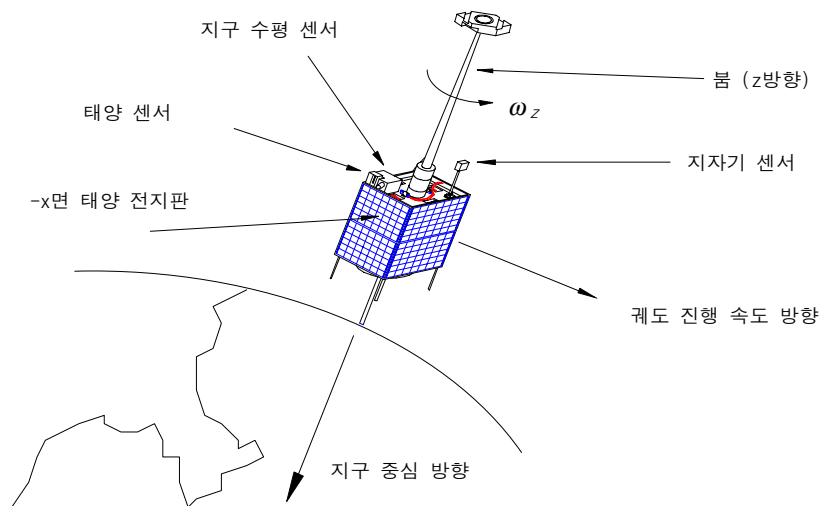 지구 수평 센서
붐 (z방향)
ωz
태양 센서
지자기 센서
-x면 태양 전지판
궤도 진행 속도 방향
지구 중심 방향